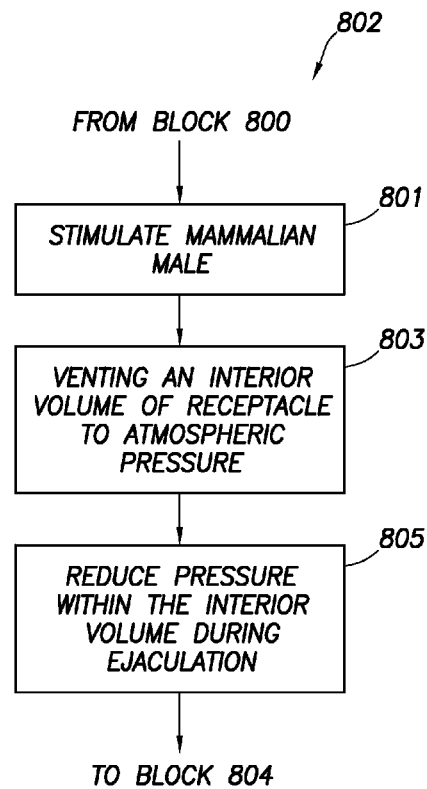 802
FROM BLOCK 800
801
STIMULATE MAMMALIAN
MALE
803
VENTING AN INTERIOR
VOLUME OF RECEPTACLE
TO ATMOSPHERIC
PRESSURE
805
REDUCE PRESSURE
WITHIN THE INTERIOR
VOLUME DURING
EJACULATION
TO BLOCK 804